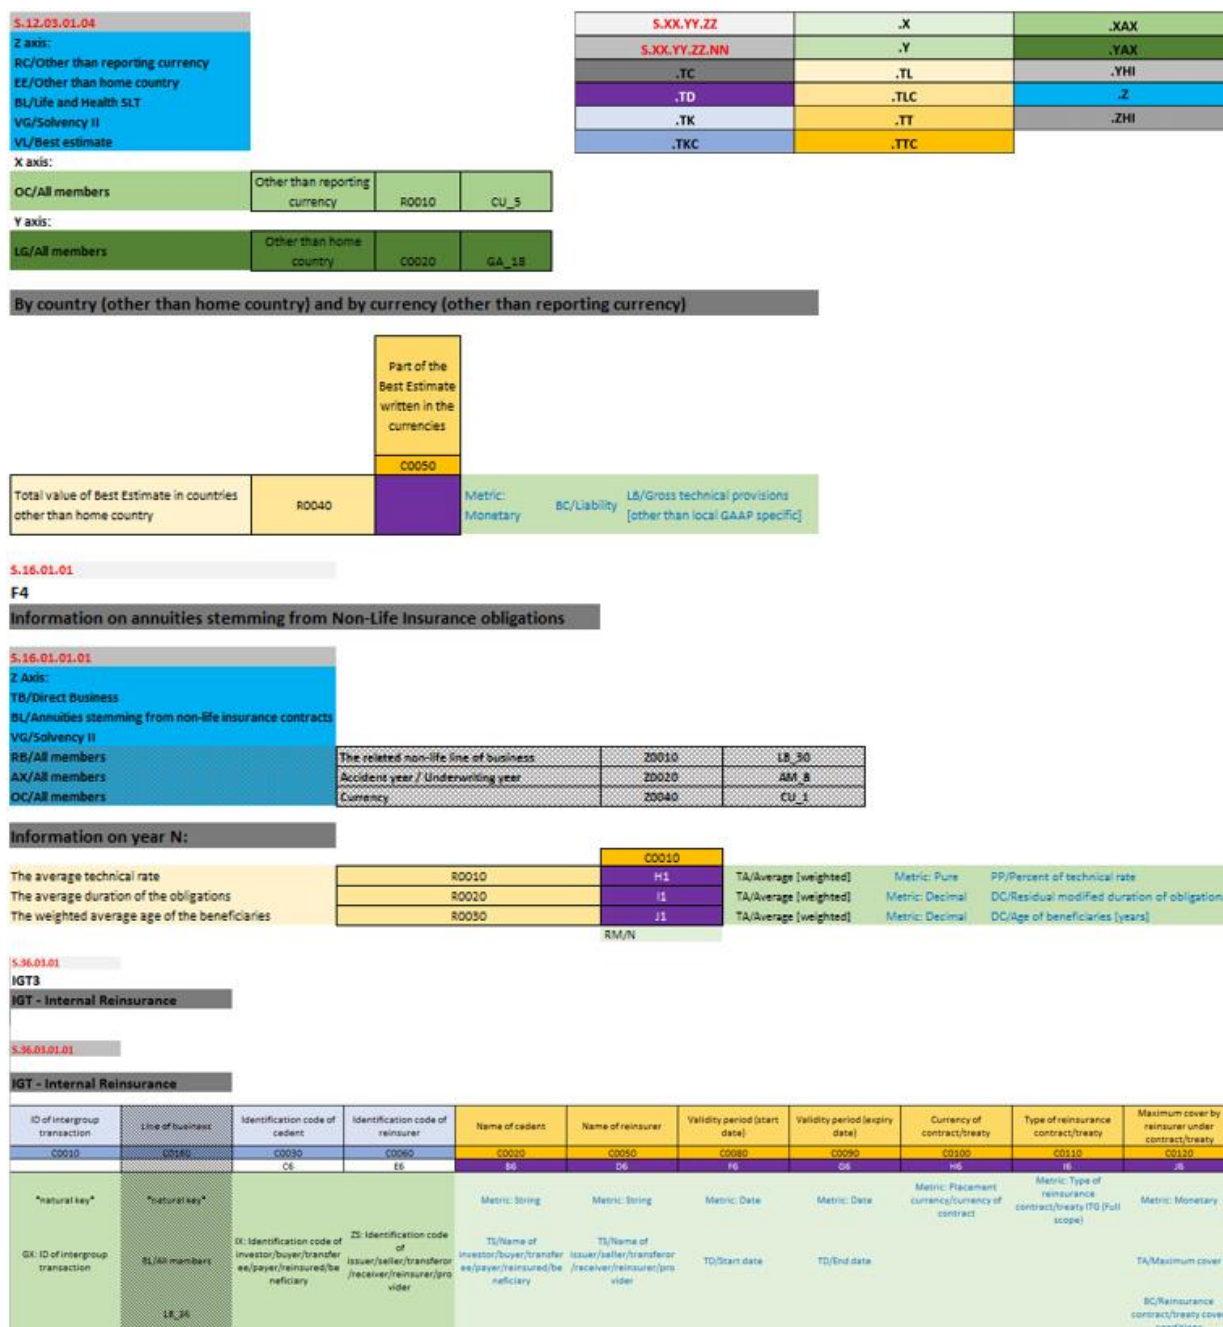 S.12.03.01.04
Z axis:
RC/Other than reporting currency
EE/Other than home country
BL/Life and Health SLT
VG/Solvency II
VL/Best estimate
X axis:
OC/All members
Other than reporting currency
R0010
CU_5
Y axis:
LG/All members
Other than home country
C0020
GA_18
S.XX.YY.ZZ
.X
.XAX
S.XX.YY.ZZ.NN
.Y
.YAX
.TC
.TL
.YHI
.TD
.TLC
.Z
.TK
.TT
.ZHI
.TKC
.TTC
By country (other than home country) and by currency (other than reporting currency)
Part of the
Best Estimate
written in the
currencies
C0050
Total value of Best Estimate in countries
other than home country
R0040
Metric:
Monetary
BC/Liability
LB/Gross technical provisions
[other than local GAAP specific]
S.16.01.01
F4
Information on annuities stemming from Non-Life Insurance obligations
S.16.01.01.01
Z Axis:
TB/Direct Business
BL/Annuities stemming from non-life insurance contracts
VG/Solvency II
RB/All members
The related non-life line of business
Z0010
LB_30
AX/All members
Accident year / Underwriting year
Z0020
AM_8
OC/All members
Currency
Z0040
CU_1
Information on year N:
C0010
The average technical rate
R0010
H1
TA/Average [weighted]
Metric: Pure
PP/Percent of technical rate
The average duration of the obligations
R0020
I1
TA/Average [weighted]
Metric: Decimal
DC/Residual modified duration of obligation
The weighted average age of the beneficiaries
R0030
J1
TA/Average [weighted]
Metric: Decimal
DC/Age of beneficiaries [years]
RM/N
S.36.03.01
IGT3
IGT - Internal Reinsurance
S.36.03.01.01
IGT - Internal Reinsurance
ID of intergroup transaction
Line of business
Identification code of cedent
Identification code of reinsurer
Name of cedent
Name of reinsurer
Validity period (start date)
Validity period (expiry date)
Currency of contract/treaty
Type of reinsurance contract/treaty
Maximum cover by reinsurer under contract/treaty
C0010
C0160
C0030
C0060
C0020
C0050
C0080
C0090
C0100
C0110
C0120
C6
E6
B6
D6
F6
G6
H6
I6
J6
*natural key*
*natural key*
Metric: String
Metric: String
Metric: Date
Metric: Date
Metric: Placement currency/currency of contract
Metric: Type of reinsurance contract/treaty ITG (Full scope)
Metric: Monetary
GX: ID of intergroup transaction
BL/All members
IX: Identification code of investor/buyer/transferee/payer/reinsured/beneficiary
ZS: Identification code of issuer/seller/transferor/receiver/reinsurer/provider
TS/Name of investor/buyer/transferee/payer/reinsured/beneficiary
TS/Name of issuer/seller/transferor/receiver/reinsurer/provider
TD/Start date
TD/End date
TA/Maximum cover
LB_36
BC/Reinsurance contract/treaty cover conditions